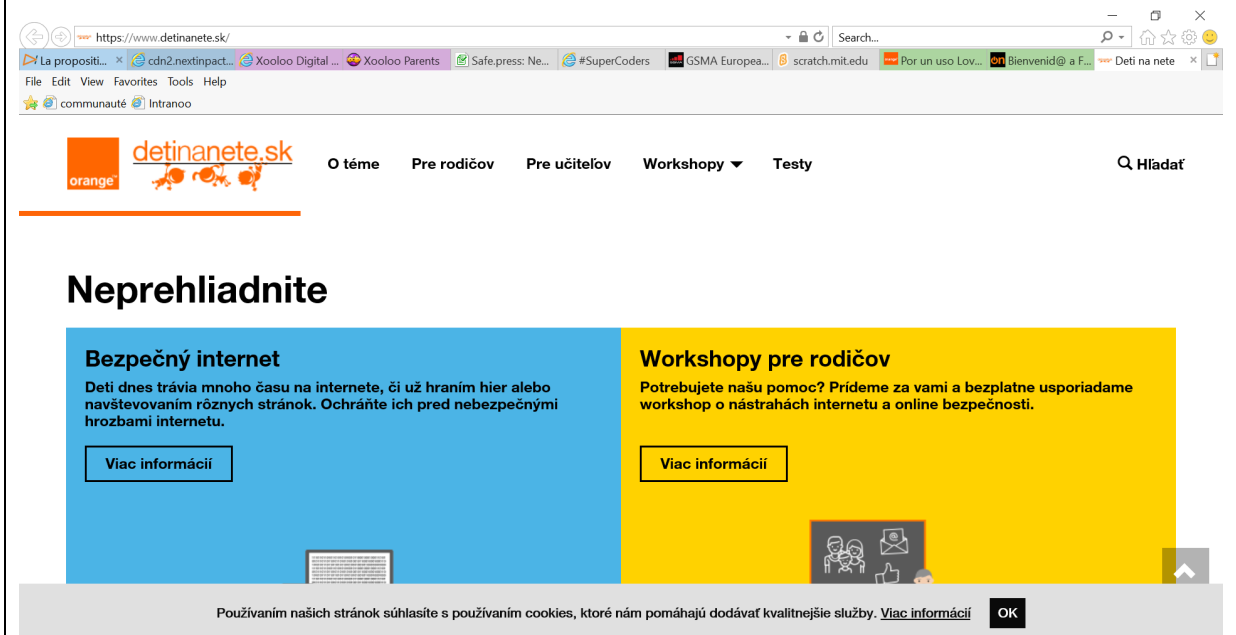 https://www.detinanete.sk/
Search...
La propositi...
cdn2.nextinpact...
Xooloo Digital ...
Xooloo Parents
Safe.press: Ne...
#SuperCoders
GSMA Europea...
scratch.mit.edu
Por un uso Lov...
Bienvenid@ a F...
Deti na nete
File Edit View Favorites Tools Help
communauté Intranoo
orange™
detinanete.sk
O téme Pre rodičov Pre učiteľov Workshopy Testy Hľadať
Neprehliadnite
Bezpečný internet
Deti dnes trávia mnoho času na internete, či už hraním hier alebo
navštevovaním rôznych stránok. Ochráňte ich pred nebezpečnými
hrozbami internetu.
Viac informácií
Workshopy pre rodičov
Potrebujete našu pomoc? Prídeme za vami a bezplatne usporiadame
workshop o nástrahách internetu a online bezpečnosti.
Viac informácií
Používaním našich stránok súhlasíte s používaním cookies, ktoré nám pomáhajú dodávať kvalitnejšie služby. Viac informácií OK